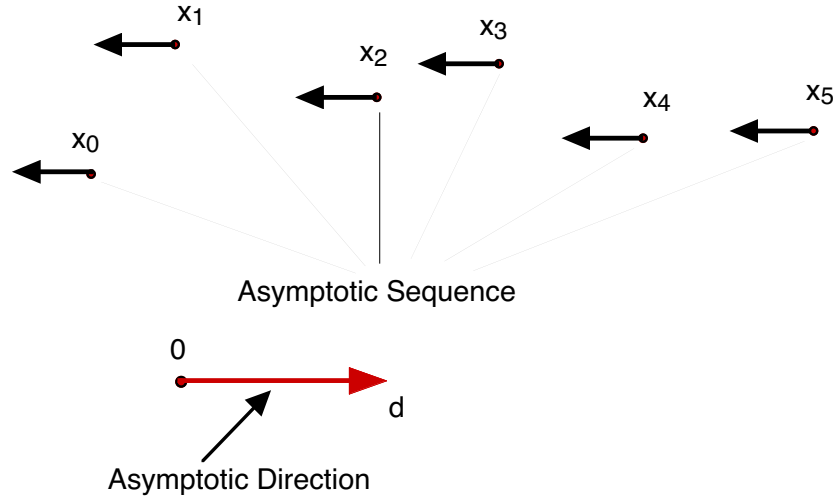 x₁
x₃
x₂
x₄
x₅
x₀
Asymptotic Sequence
0
d
Asymptotic Direction